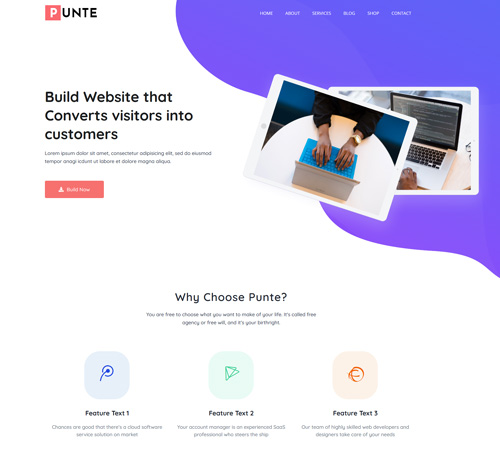 PUNTE
HOME ABOUT SERVICES BLOG SHOP CONTACT
Build Website that
Converts visitors into
customers
Lorem ipsum dolor sit amet, consectetur adipisicing elit, sed do eiusmod
tempor anagi icidunt ut labore et dolore magna aliqua.
Build Now
Why Choose Punte?
You are free to choose what you want to make of your life. It's called free
agency or free will, and it's your birthright.
Feature Text 1
Feature Text 2
Feature Text 3
Chances are good that there's a cloud software
service solution on market
Your account manager is an experienced SaaS
professional who steers the ship
Our team of highly skilled web developers and
designers take care of your needs